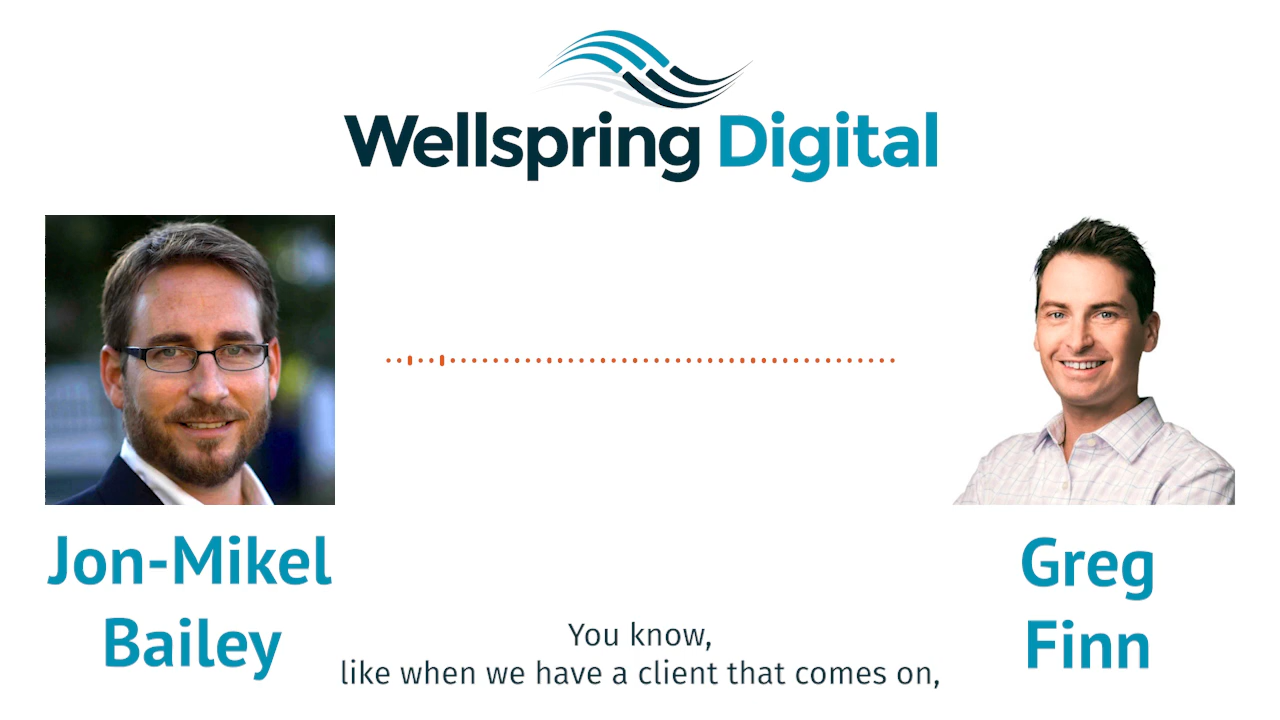 Wellspring Digital
Jon-Mikel
Bailey
Greg
Finn
You know,
like when we have a client that comes on,